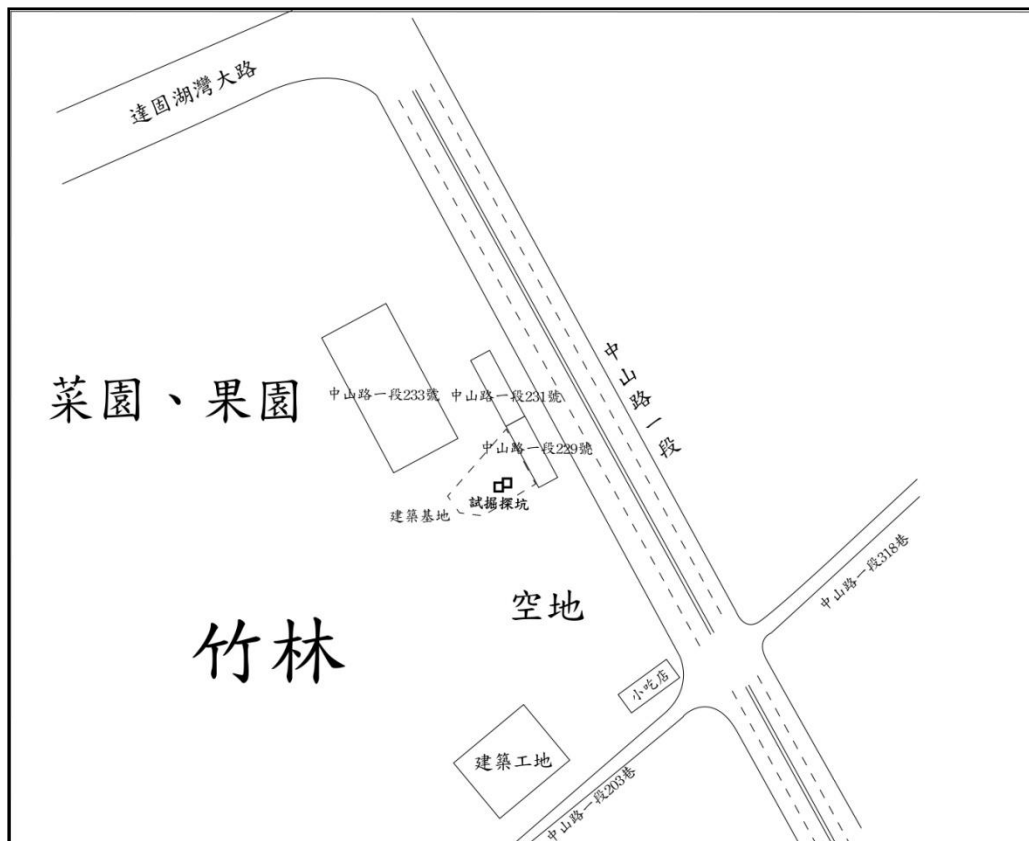 達固湖灣大路
中山路一段
菜園、果園
中山路一段233號
中山路一段231號
中山路一段229號
試掘探坑
建築基地
中山路一段318巷
空地
竹林
小吃店
建築工地
中山路一段203巷